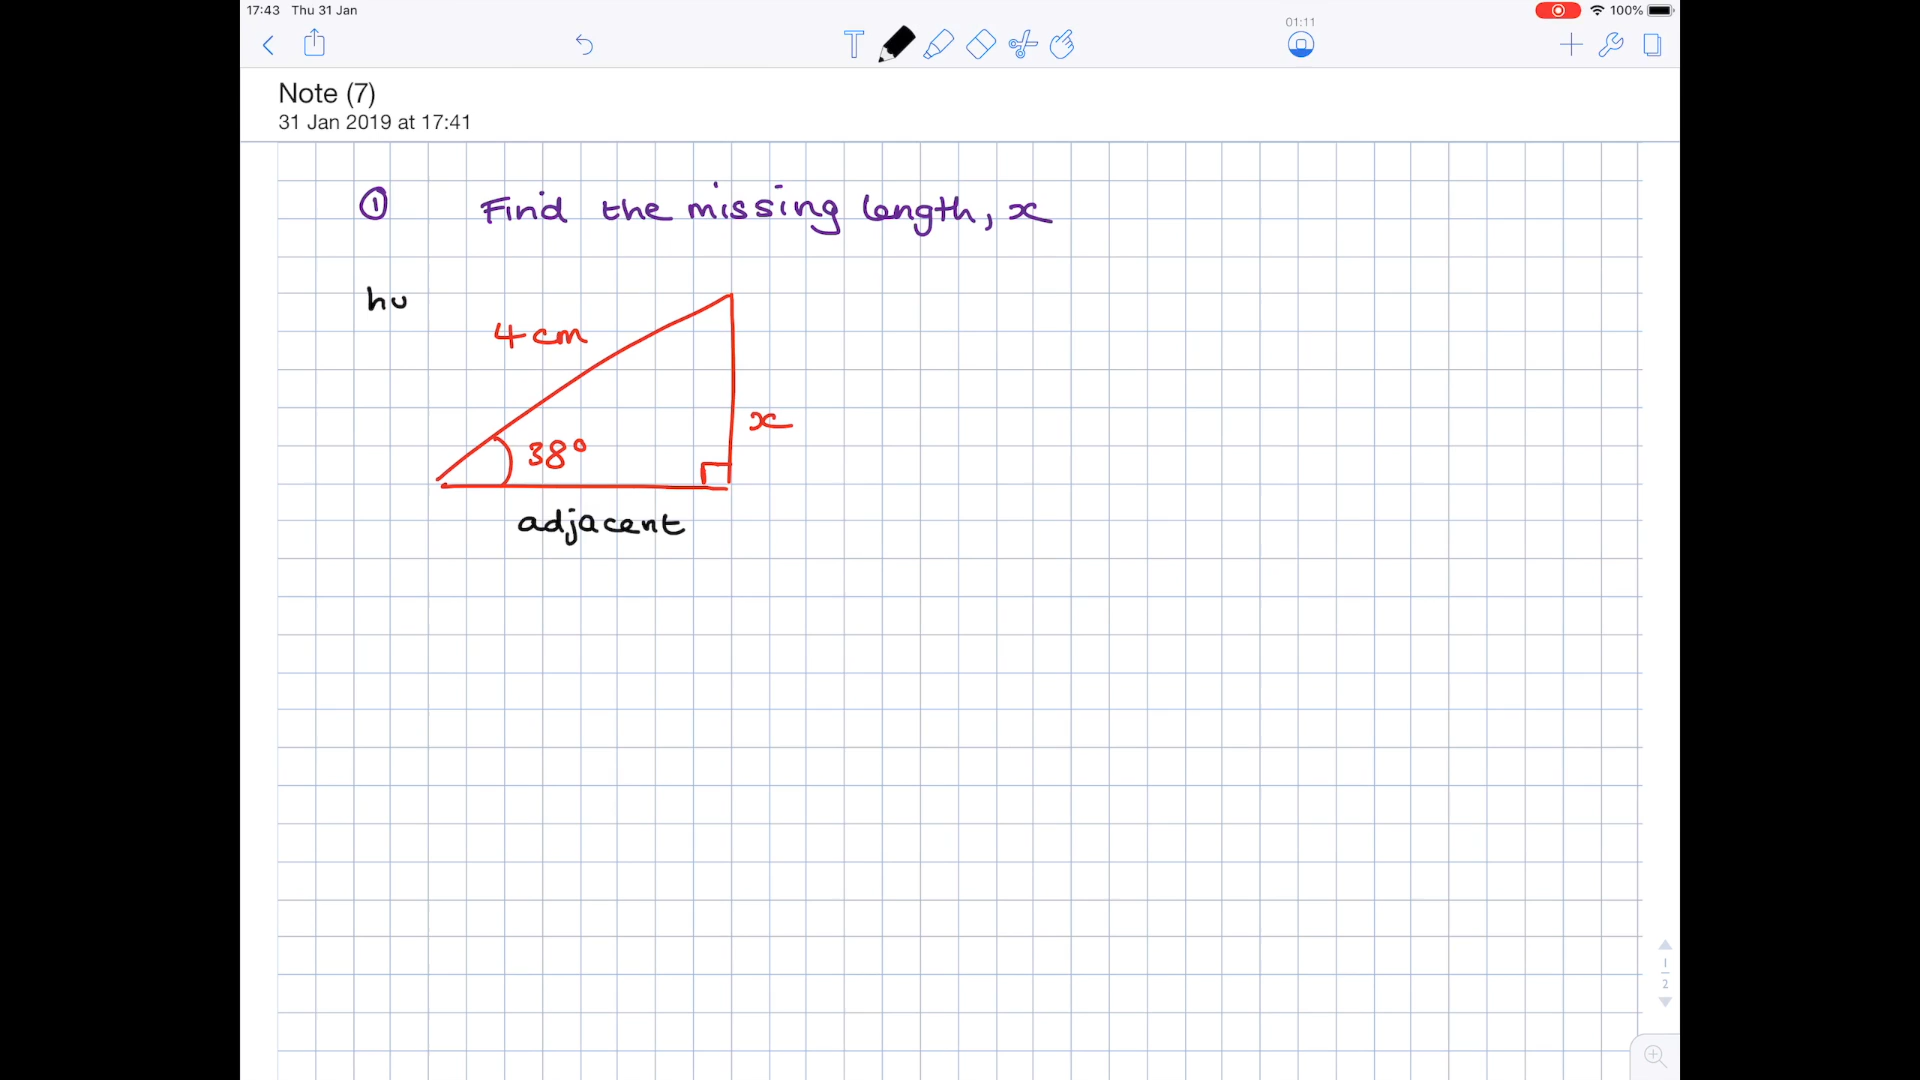 17:43 Thu 31 Jan
100%
01:11
T
Note (7)
31 Jan 2019 at 17:41
① Find the missing length, x
hu
4 cm
x
38°
adjacent
1
2